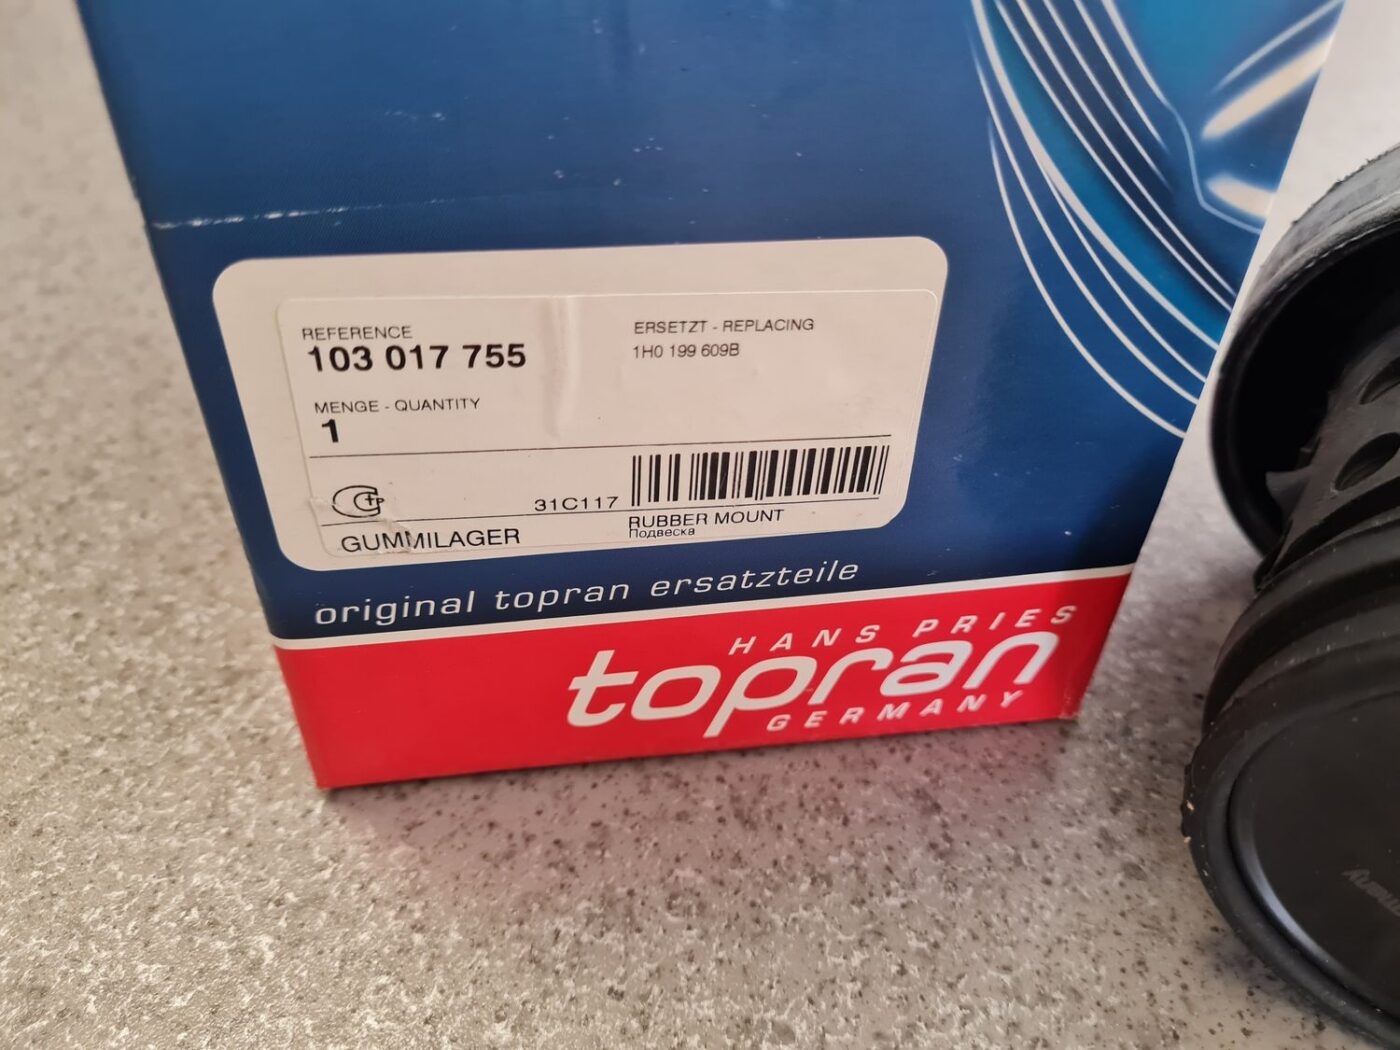 REFERENCE
103 017 755
ERSETZT - REPLACING
1H0 199 609B
MENGE - QUANTITY
1
31C117
GUMMILAGER
RUBBER MOUNT
Подвеска
original topran ersatzteile
HANS PRIES
topran
GERMANY